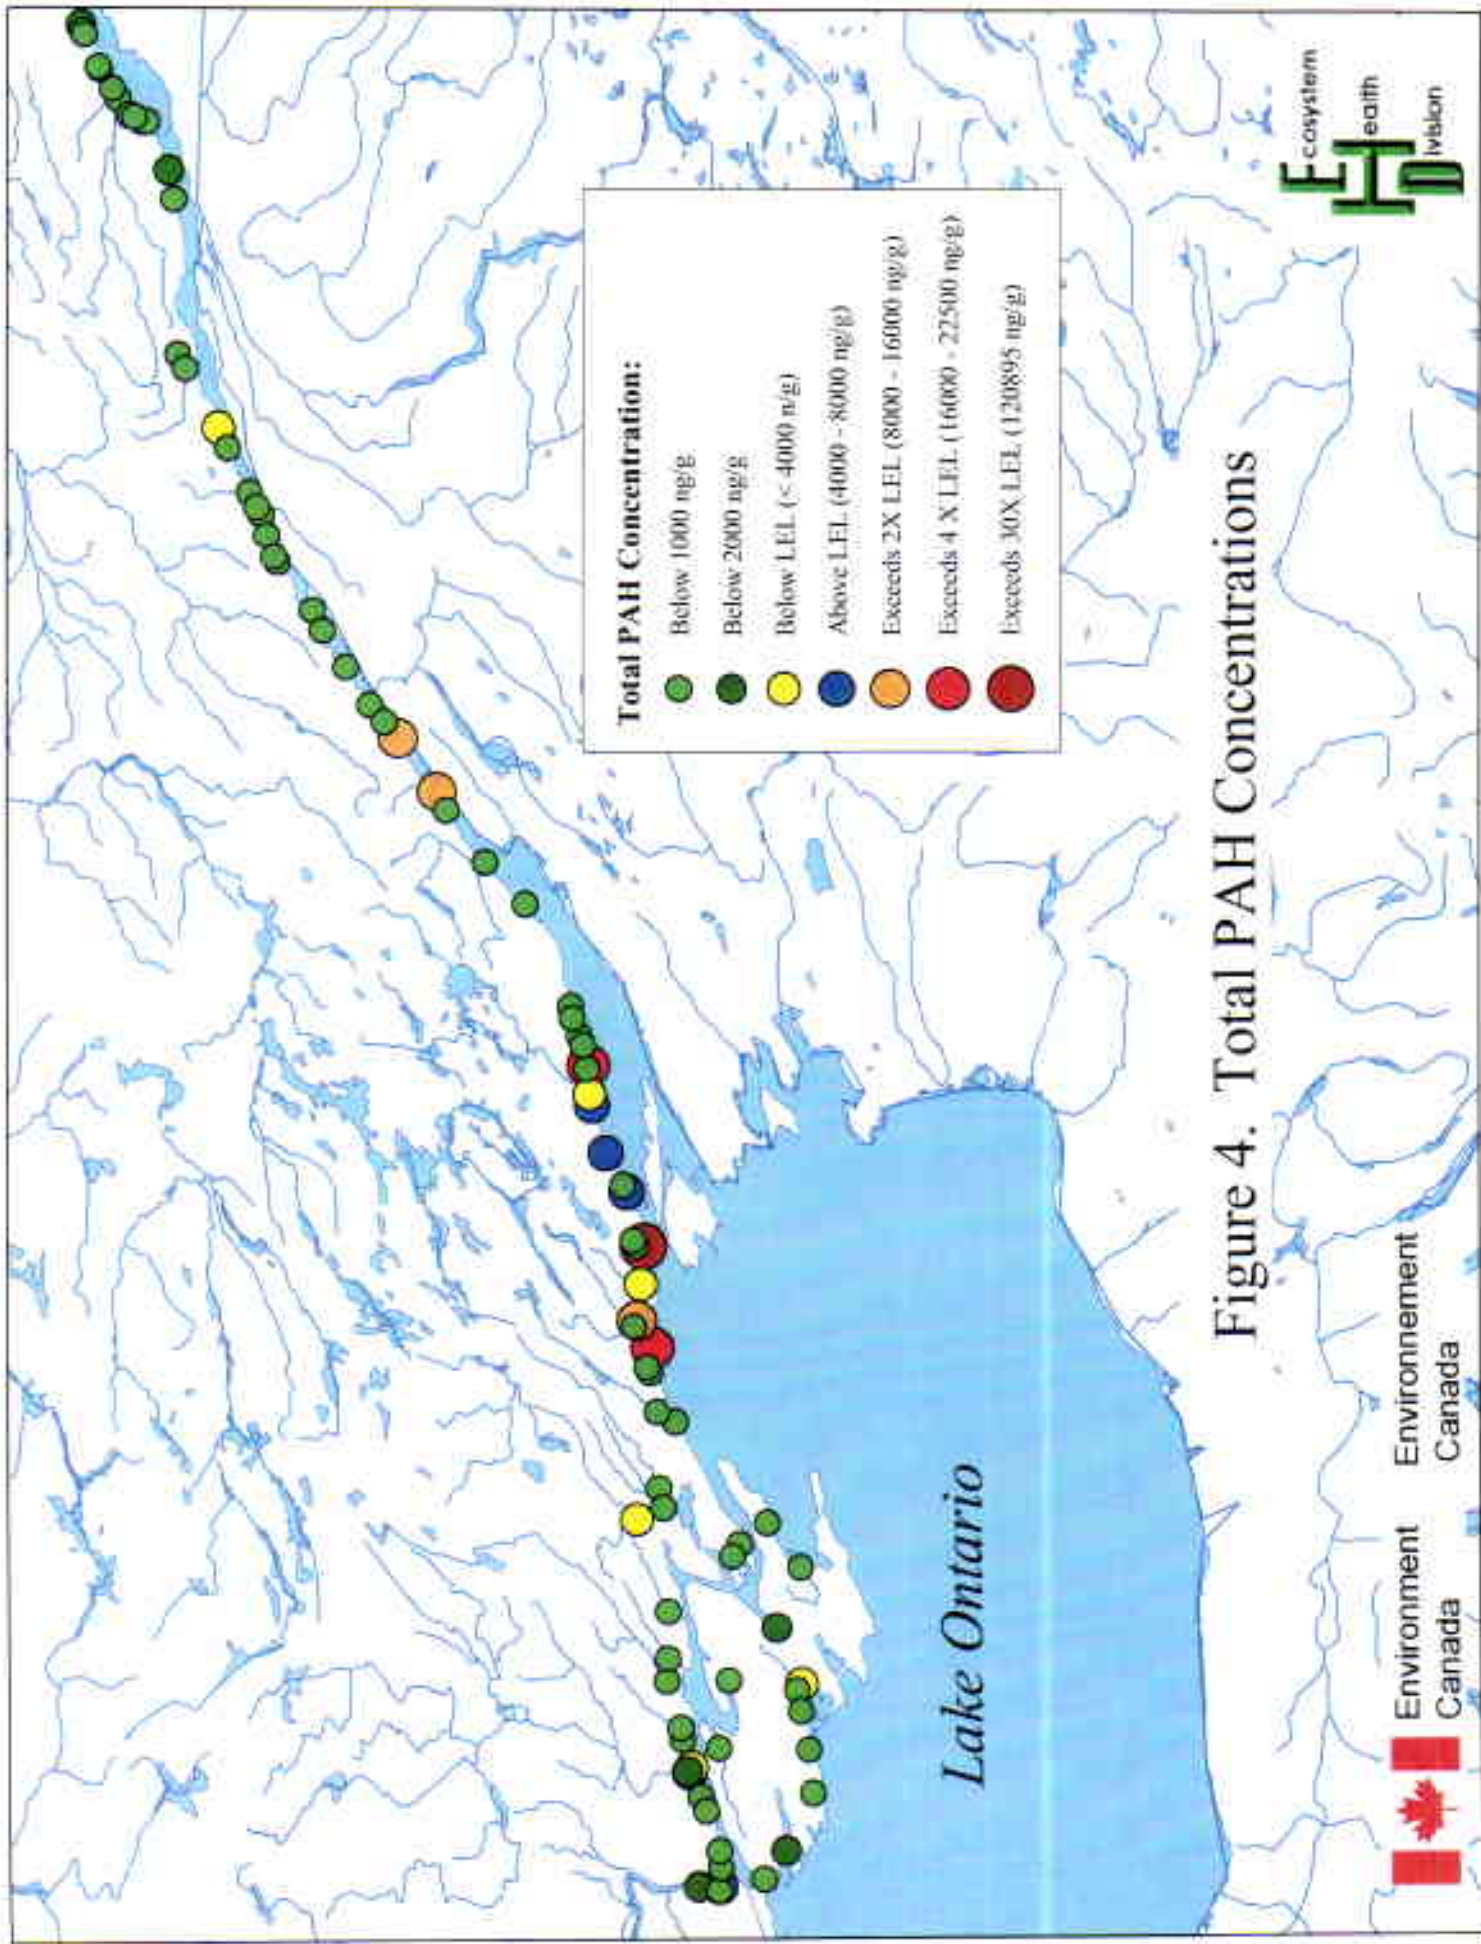 Total PAH Concentration:
Below 1000 ng/g
Below 2000 ng/g
Below LEL (< 4000 n/g)
Above LEL (4000 - 8000 ng/g)
Exceeds 2X LEL (8000 - 16000 ng/g)
Exceeds 4 X LEL (16000 - 22500 ng/g)
Exceeds 30X LEL (120895 ng/g)
Lake Ontario
Figure 4. Total PAH Concentrations
Environment Environnement
Canada Canada
Ecosystem
Health
Division